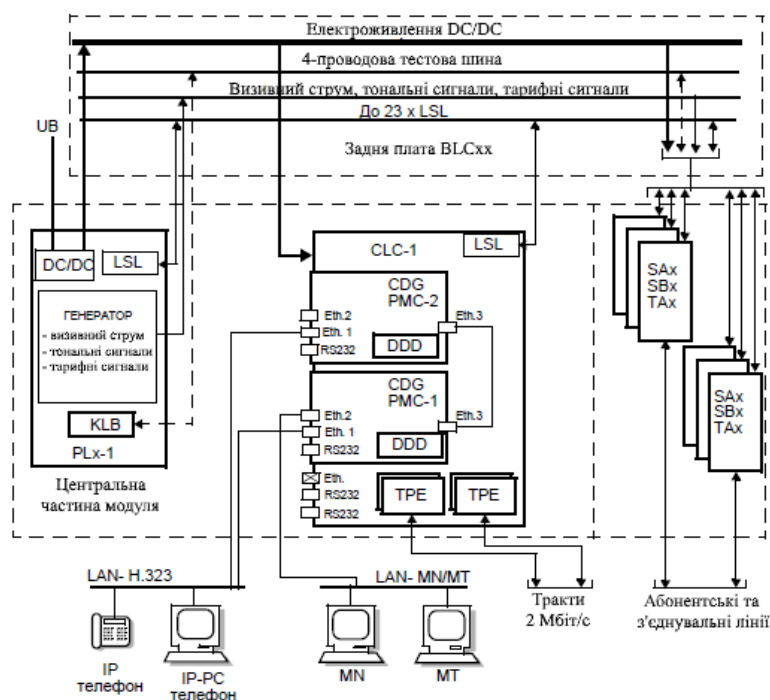 Електроживлення DC/DC
4-проводова тестова шина
Визивний струм, тональні сигнали, тарифні сигнали
До 23 x LSL
UB
Задня плата BLCxx
DC/DC
LSL
ГЕНЕРАТОР
- визивний струм
- тональні сигнали
- тарифні сигнали
KLB
PLx-1
Центральна
частина модуля
CLC-1
LSL
CDG
PMC-2
Eth.2
Eth. 1
RS232
Eth.3
DDD
CDG
PMC-1
Eth.2
Eth. 1
RS232
Eth.3
DDD
Eth.
RS232
RS232
TPE
TPE
SAx
SBx
TAx
SAx
SBx
TAx
LAN- H.323
LAN- MN/MT
IP
телефон
IP-PC
телефон
MN
MT
Тракти
2 Мбіт/с
Абонентські та
з'єднувальні лінії